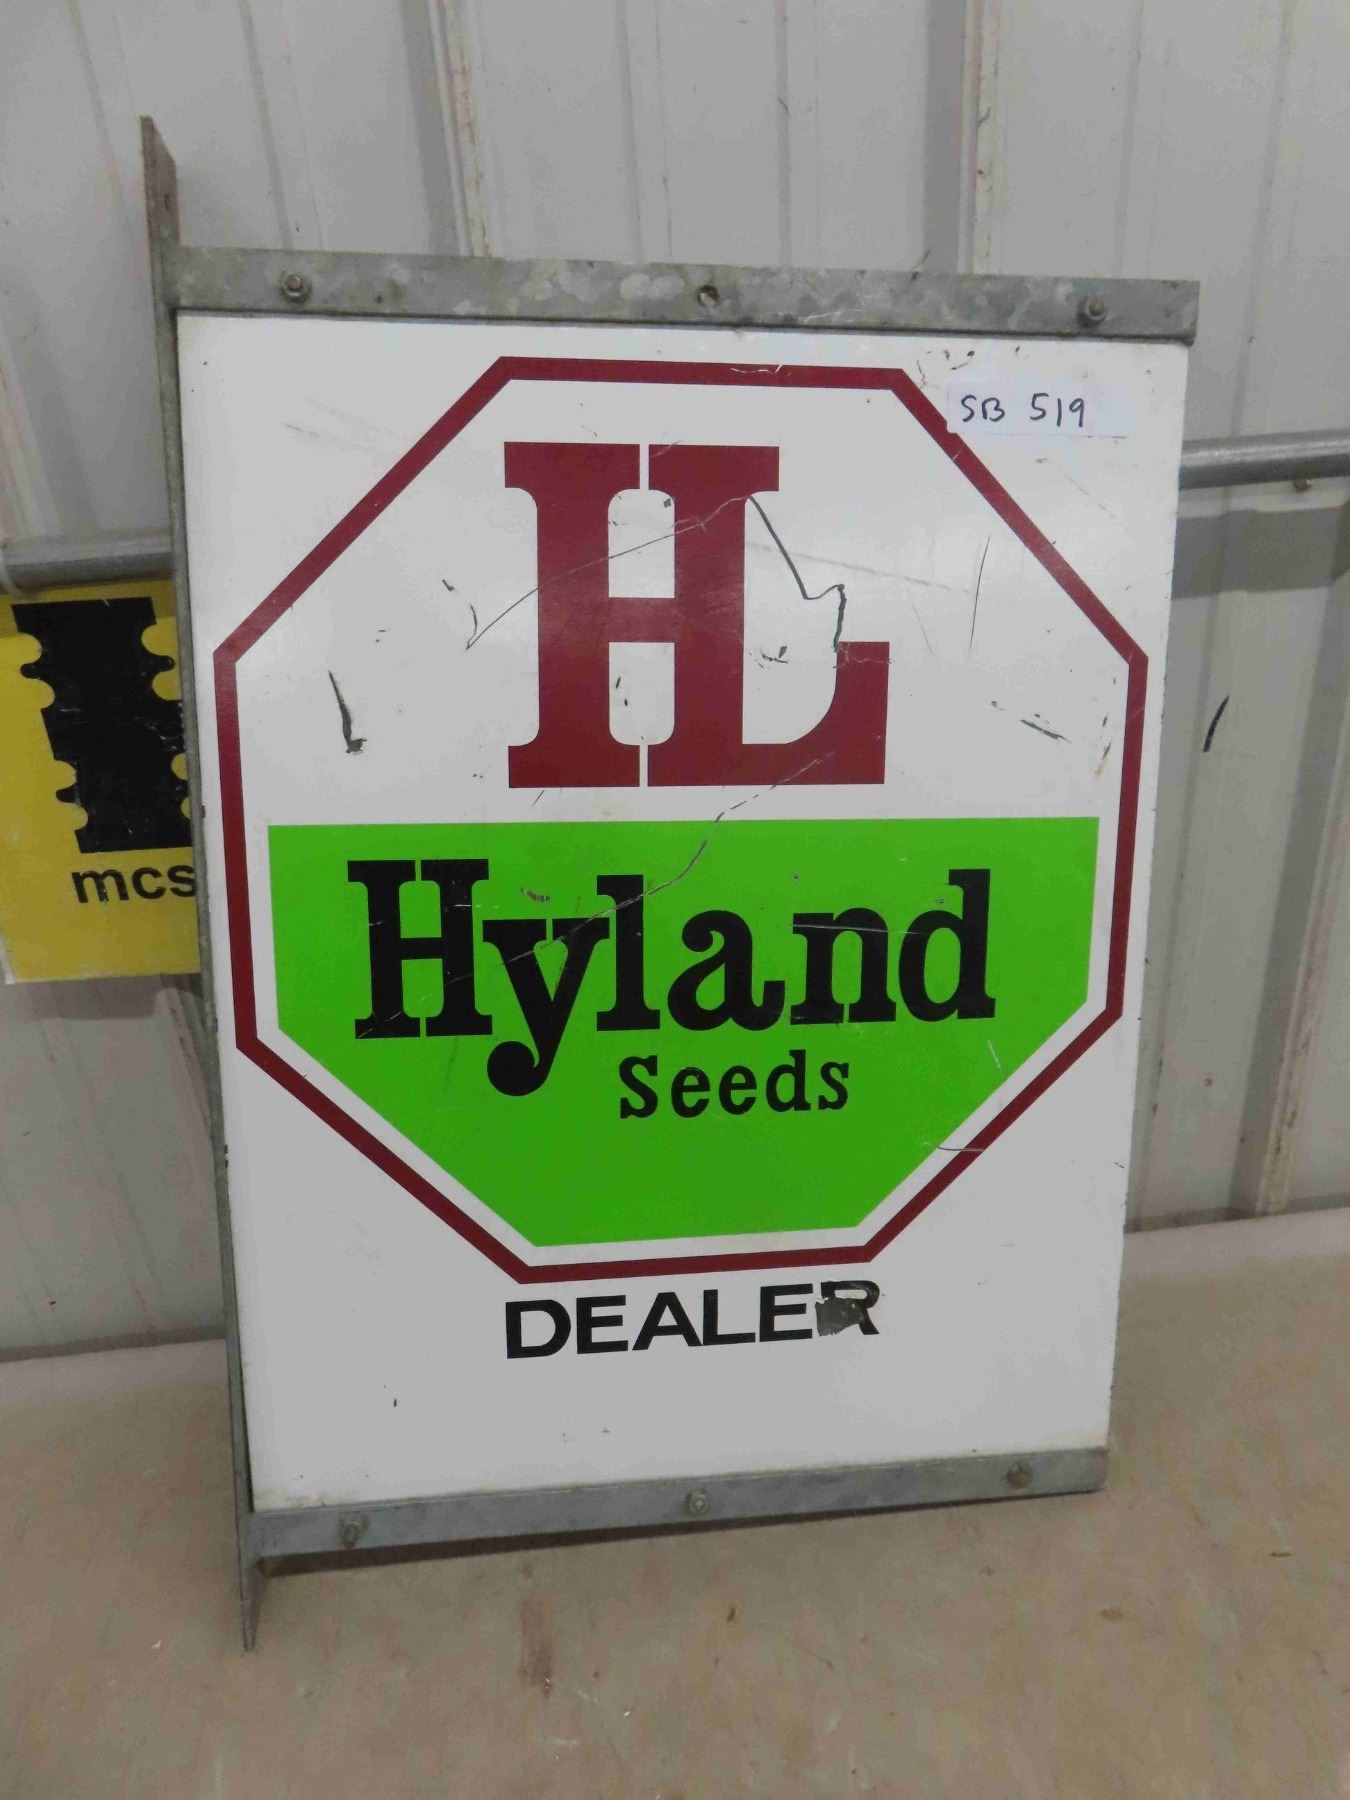 SB 519
HL
Hyland
Seeds
DEALER
mcs